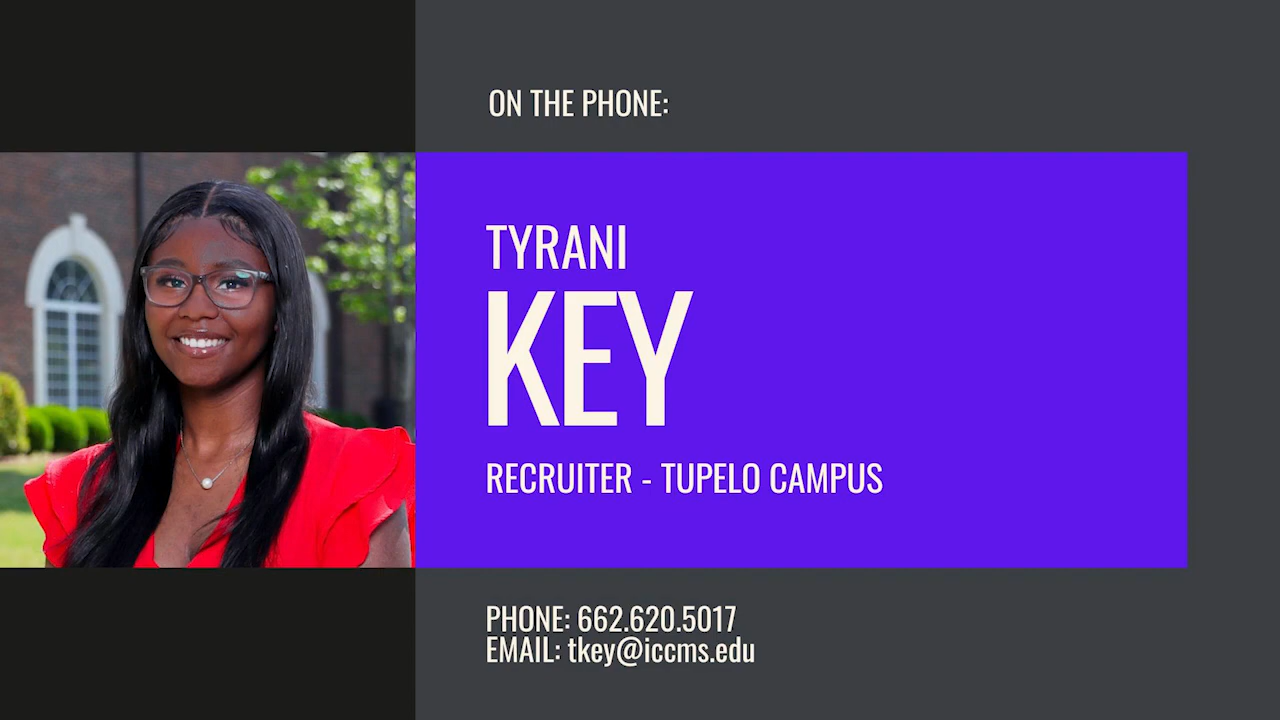 ON THE PHONE:
TYRANI
KEY
RECRUITER - TUPELO CAMPUS
PHONE: 662.620.5017
EMAIL: tkey@iccms.edu